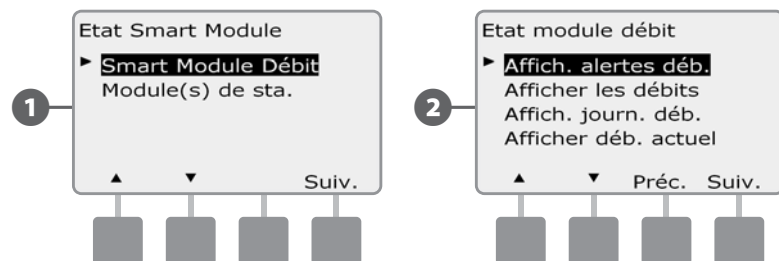 1
Etat Smart Module
► Smart Module Débit
Module(s) de sta.
▲ ▼ Suiv.
2
Etat module débit
► Affich. alertes déb.
Afficher les débits
Affich. journ. déb.
Afficher déb. actuel
▲ ▼ Préc. Suiv.